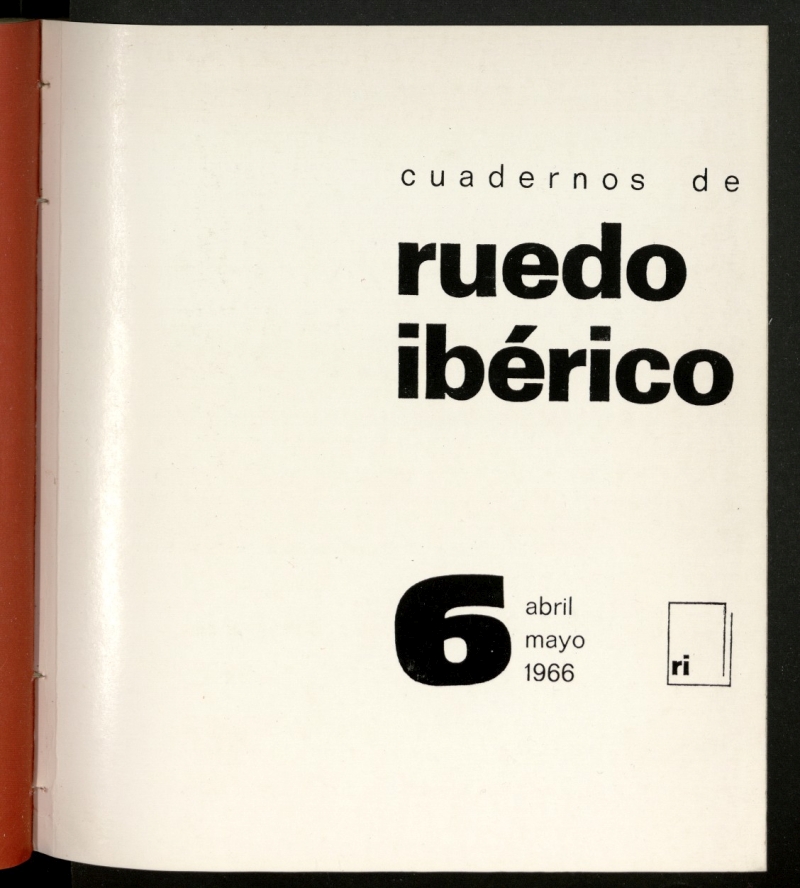 cuadernos de
ruedo
ibérico
6
abril
mayo
1966
ri